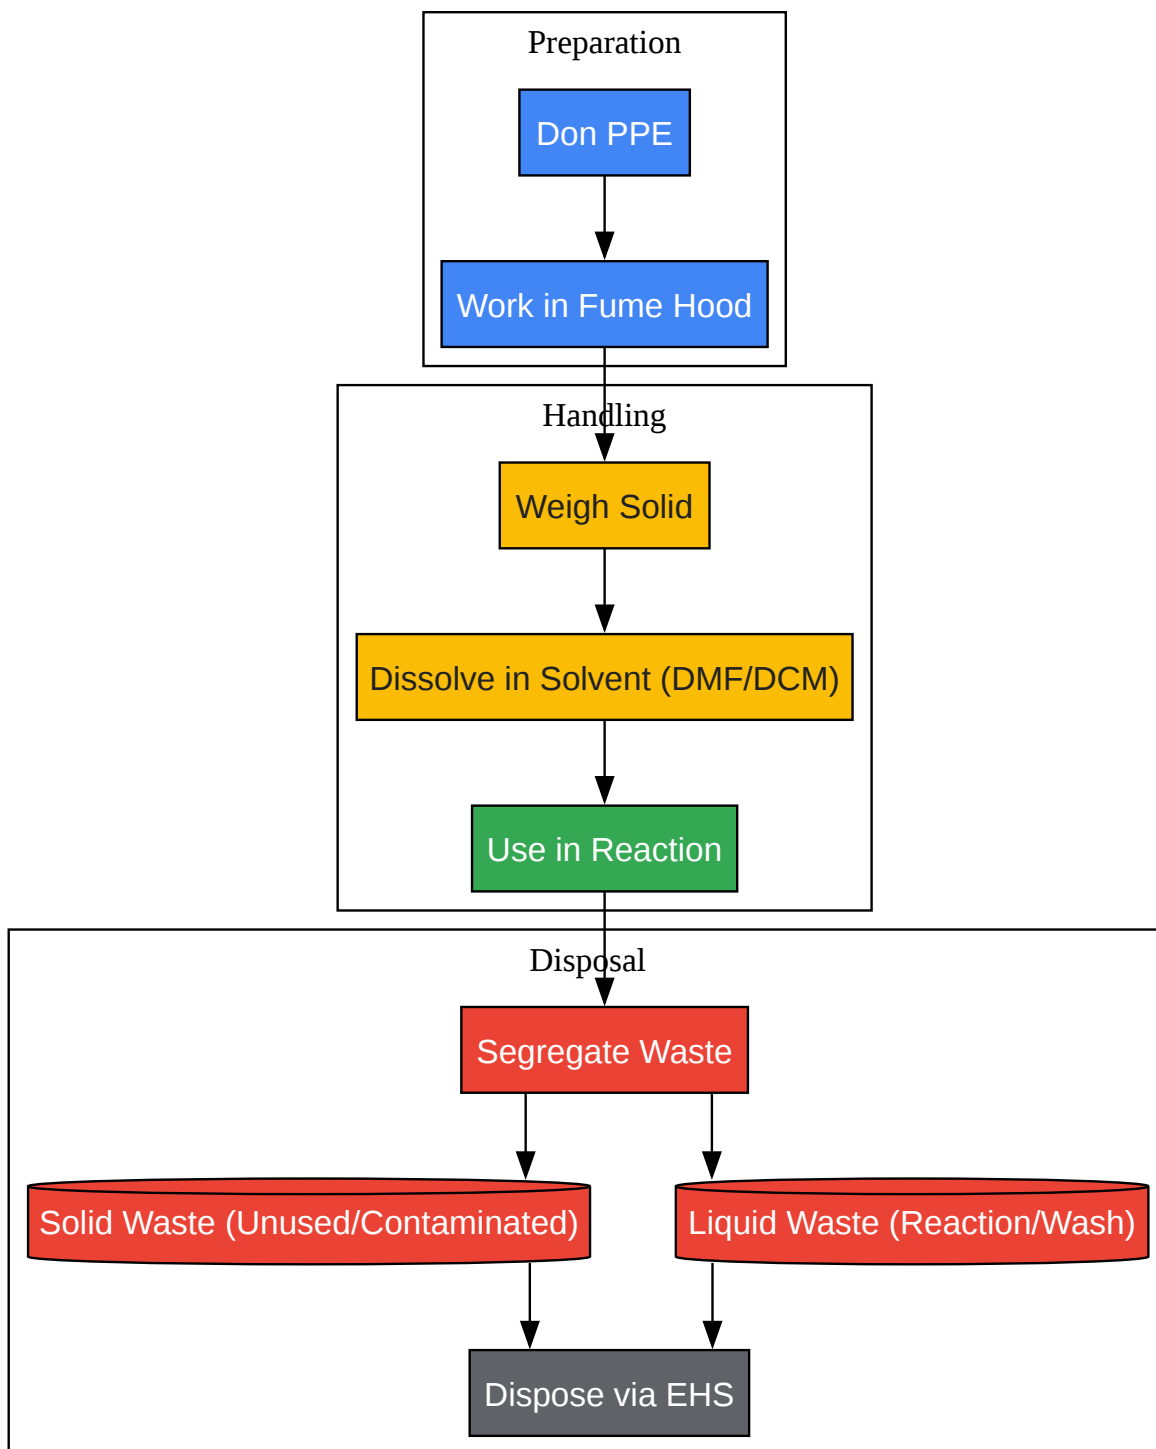 Preparation
Don PPE
Work in Fume Hood
Handling
Weigh Solid
Dissolve in Solvent (DMF/DCM)
Use in Reaction
Disposal
Segregate Waste
Solid Waste (Unused/Contaminated)
Liquid Waste (Reaction/Wash)
Dispose via EHS